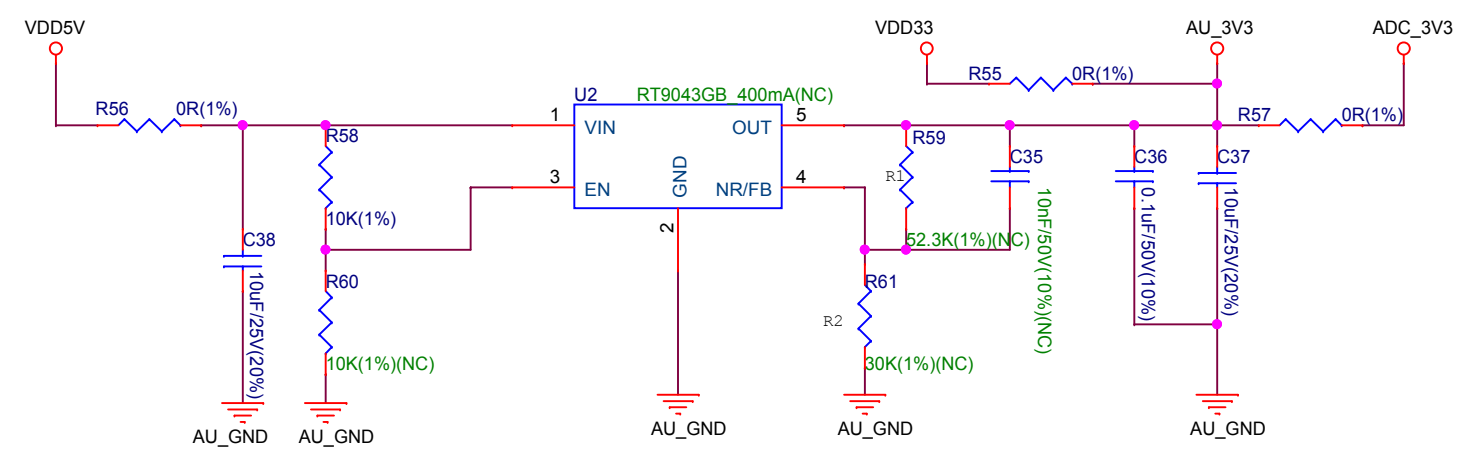 VDD5V
VDD33
AU_3V3
ADC_3V3
R55
0R(1%)
R56
0R(1%)
U2
RT9043GB_400mA(NC)
R57
0R(1%)
1
VIN
OUT
5
R58
R59
3
EN
GND
NR/FB
4
R1
C35
C36
C37
10K(1%)
2
C38
52.3K(1%)(NC)
10nF/50V(10%)(NC)
0.1uF/50V(10%)
10uF/25V(20%)
10uF/25V(20%)
R60
R61
R2
10K(1%)(NC)
30K(1%)(NC)
AU_GND
AU_GND
AU_GND
AU_GND
AU_GND